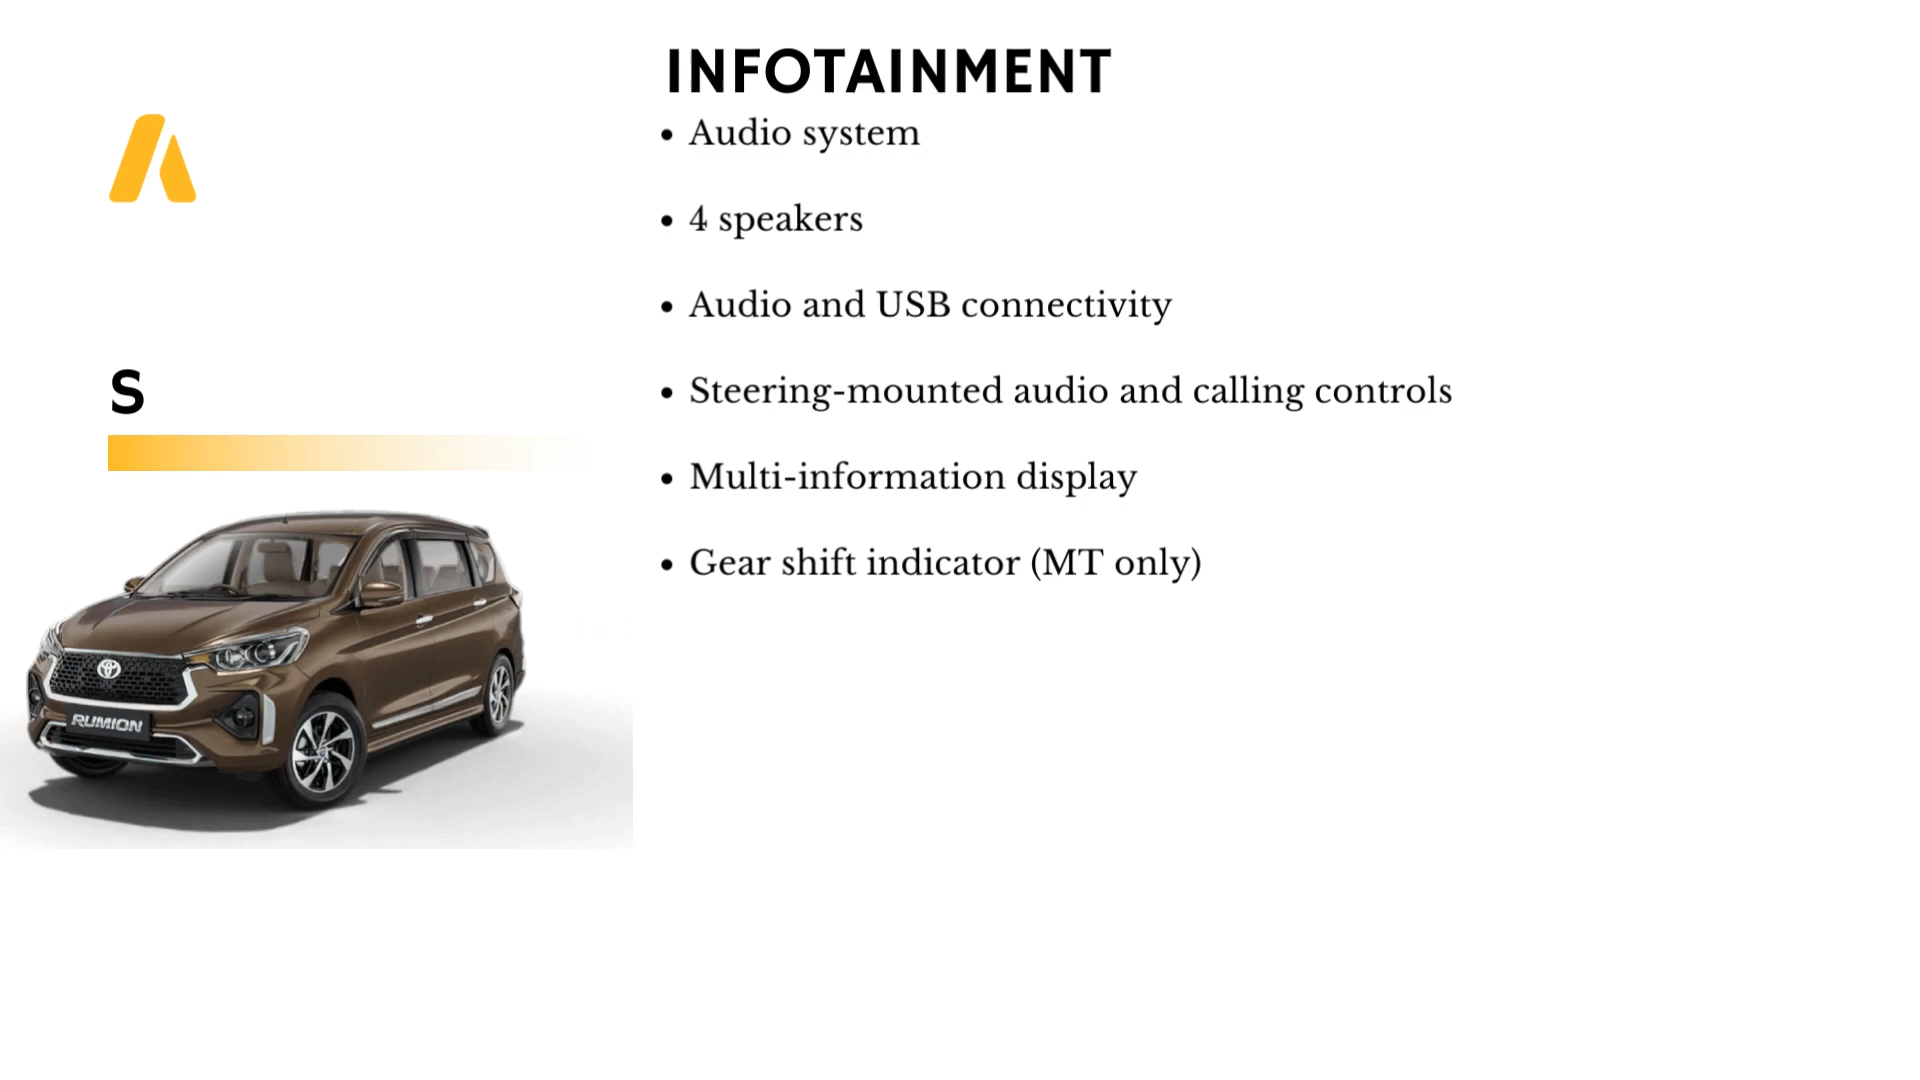 INFOTAINMENT
• Audio system
• 4 speakers
• Audio and USB connectivity
• Steering-mounted audio and calling controls
• Multi-information display
• Gear shift indicator (MT only)
S
RUMION